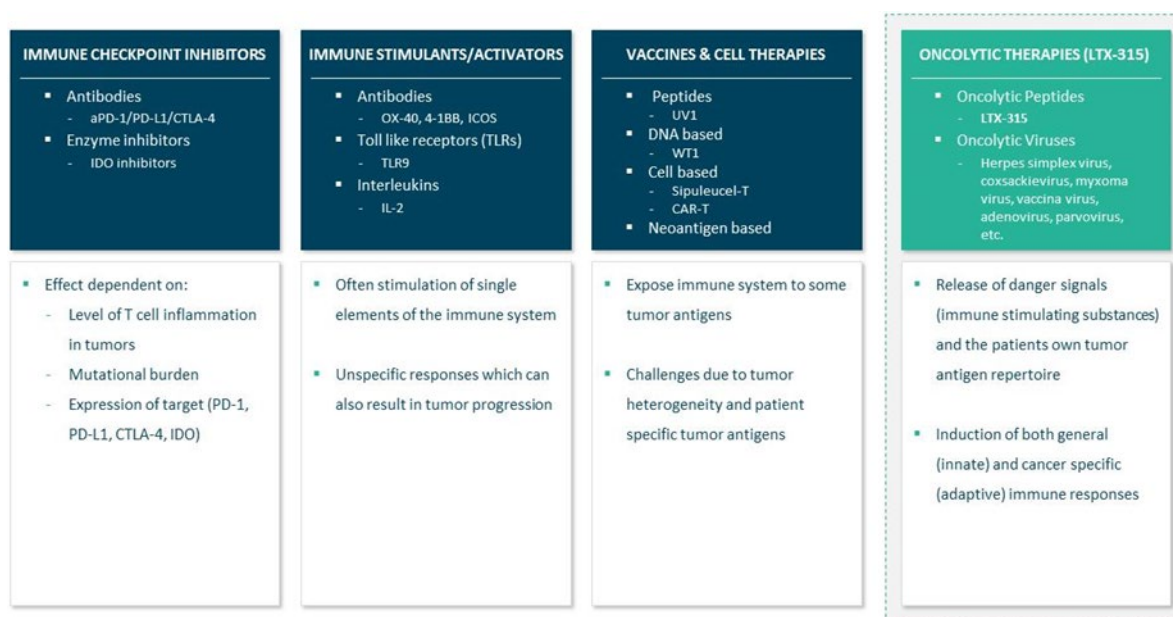 IMMUNE CHECKPOINT INHIBITORS
▪ Antibodies
- aPD-1/PD-L1/CTLA-4
▪ Enzyme inhibitors
- IDO inhibitors
▪ Effect dependent on:
- Level of T cell inflammation
in tumors
- Mutational burden
- Expression of target (PD-1,
PD-L1, CTLA-4, IDO)
IMMUNE STIMULANTS/ACTIVATORS
▪ Antibodies
- OX-40, 4-1BB, ICOS
▪ Toll like receptors (TLRs)
- TLR9
▪ Interleukins
- IL-2
▪ Often stimulation of single
elements of the immune system
▪ Unspecific responses which can
also result in tumor progression
VACCINES & CELL THERAPIES
▪ Peptides
- UV1
▪ DNA based
- WT1
▪ Cell based
- Sipuleucel-T
- CAR-T
▪ Neoantigen based
▪ Expose immune system to some
tumor antigens
▪ Challenges due to tumor
heterogeneity and patient
specific tumor antigens
ONCOLYTIC THERAPIES (LTX-315)
▪ Oncolytic Peptides
- LTX-315
▪ Oncolytic Viruses
- Herpes simplex virus,
coxsackievirus, myxoma
virus, vaccina virus,
adenovirus, parvovirus,
etc.
▪ Release of danger signals
(immune stimulating substances)
and the patients own tumor
antigen repertoire
▪ Induction of both general
(innate) and cancer specific
(adaptive) immune responses